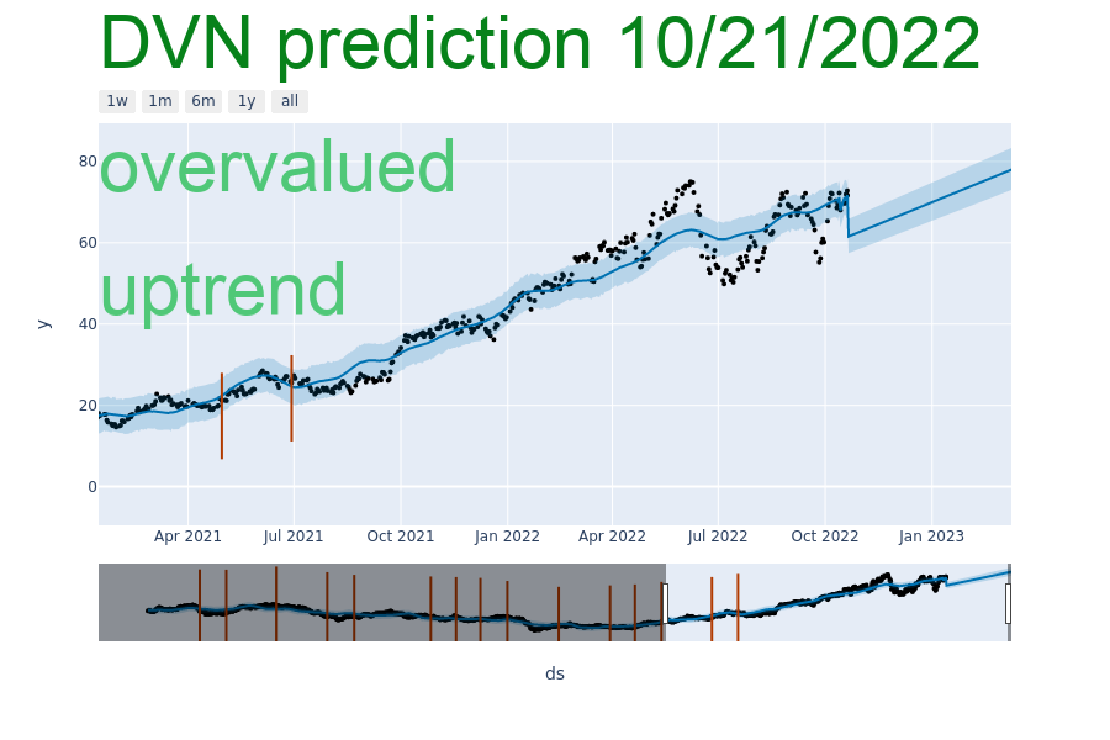 DVN prediction 10/21/2022
1w 1m 6m 1y all
overvalued
uptrend
80
60
40
20
0
y
Apr 2021 Jul 2021 Oct 2021 Jan 2022 Apr 2022 Jul 2022 Oct 2022 Jan 2023
ds